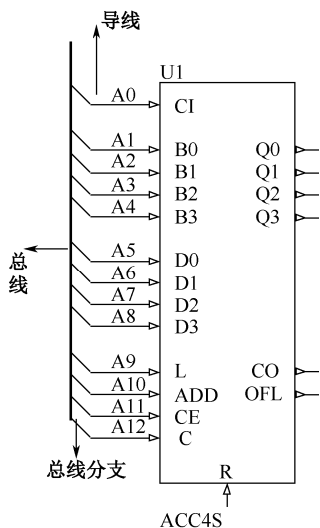 导线
U1
A0
CI
A1
B0
Q0
A2
B1
Q1
A3
B2
Q2
A4
B3
Q3
总线
A5
D0
A6
D1
A7
D2
A8
D3
A9
L
CO
A10
ADD
OFL
A11
CE
A12
C
总线分支
R
ACC4S